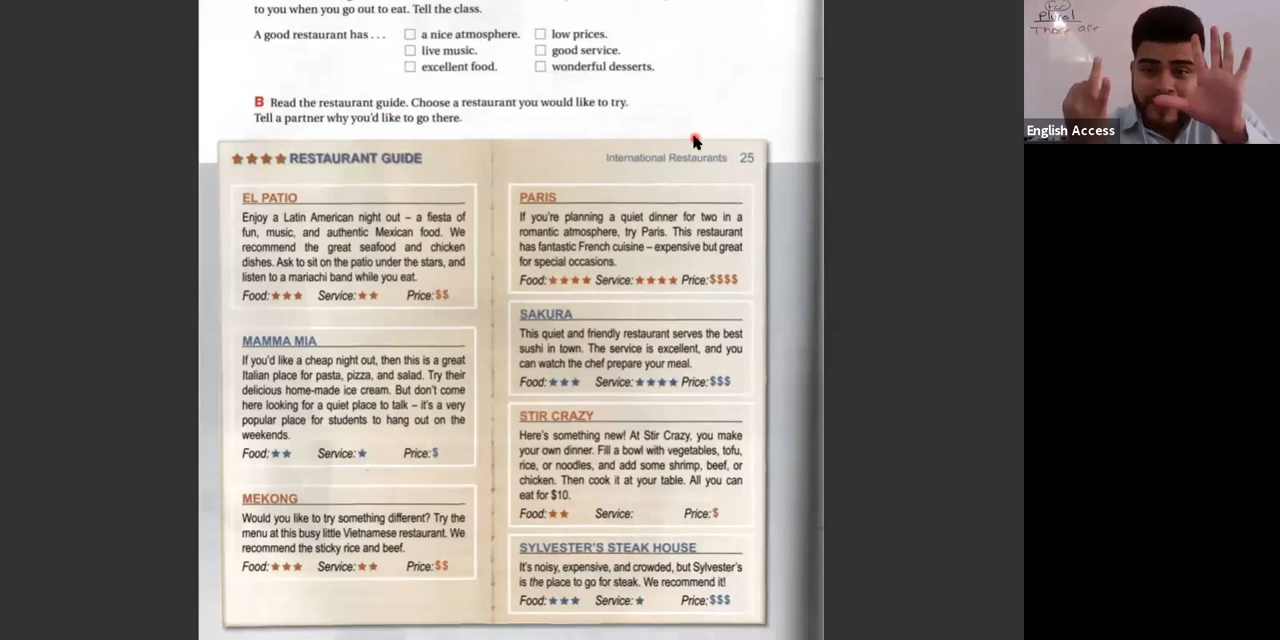 to you when you go out to eat. Tell the class.
A good restaurant has . . .
a nice atmosphere.
low prices.
live music.
good service.
excellent food.
wonderful desserts.
B Read the restaurant guide. Choose a restaurant you would like to try.
Tell a partner why you'd like to go there.
RESTAURANT GUIDE
International Restaurants 25
EL PATIO
Enjoy a Latin American night out – a fiesta of
fun, music, and authentic Mexican food. We
recommend the great seafood and chicken
dishes. Ask to sit on the patio under the stars, and
listen to a mariachi band while you eat.
Food: ★★★ Service: ★★ Price: $$
MAMMA MIA
If you'd like a cheap night out, then this is a great
Italian place for pasta, pizza, and salad. Try their
delicious home-made ice cream. But don't come
here looking for a quiet place to talk – it's a very
popular place for students to hang out on the
weekends.
Food: ★★ Service: ★ Price: $
MEKONG
Would you like to try something different? Try the
menu at this busy little Vietnamese restaurant. We
recommend the sticky rice and beef.
Food: ★★★ Service: ★★ Price: $$
PARIS
If you're planning a quiet dinner for two in a
romantic atmosphere, try Paris. This restaurant
has fantastic French cuisine – expensive but great
for special occasions.
Food: ★★★★ Service: ★★★★ Price: $$$$
SAKURA
This quiet and friendly restaurant serves the best
sushi in town. The service is excellent, and you
can watch the chef prepare your meal.
Food: ★★★ Service: ★★★★ Price: $$$
STIR CRAZY
Here's something new! At Stir Crazy, you make
your own dinner. Fill a bowl with vegetables, tofu,
rice, or noodles, and add some shrimp, beef, or
chicken. Then cook it at your table. All you can
eat for $10.
Food: ★★ Service: Price: $
SYLVESTER'S STEAK HOUSE
It's noisy, expensive, and crowded, but Sylvester's
is the place to go for steak. We recommend it!
Food: ★★★ Service: ★ Price: $$$
Plural
Those are
English Access